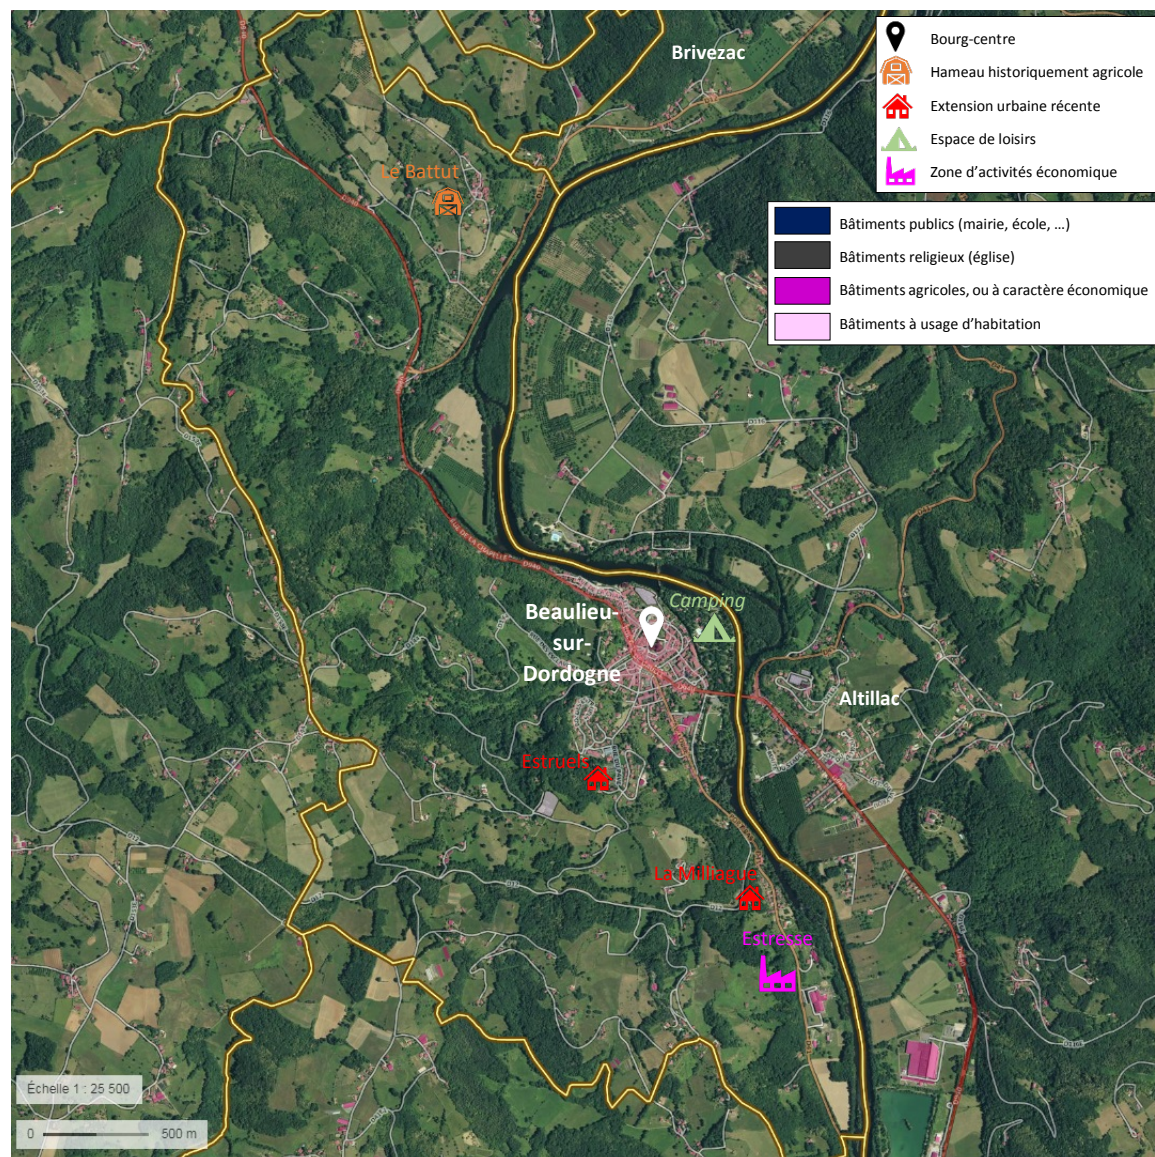 Brivezac
Bourg-centre
Hameau historiquement agricole
Extension urbaine récente
Espace de loisirs
Zone d’activités économique
Bâtiments publics (mairie, école, …)
Bâtiments religieux (église)
Bâtiments agricoles, ou à caractère économique
Bâtiments à usage d’habitation
Le Battut
Camping
Beaulieu-
sur-
Dordogne
Altillac
Estruels
La Milliague
Estresse
Échelle 1 : 25 500
0 500 m